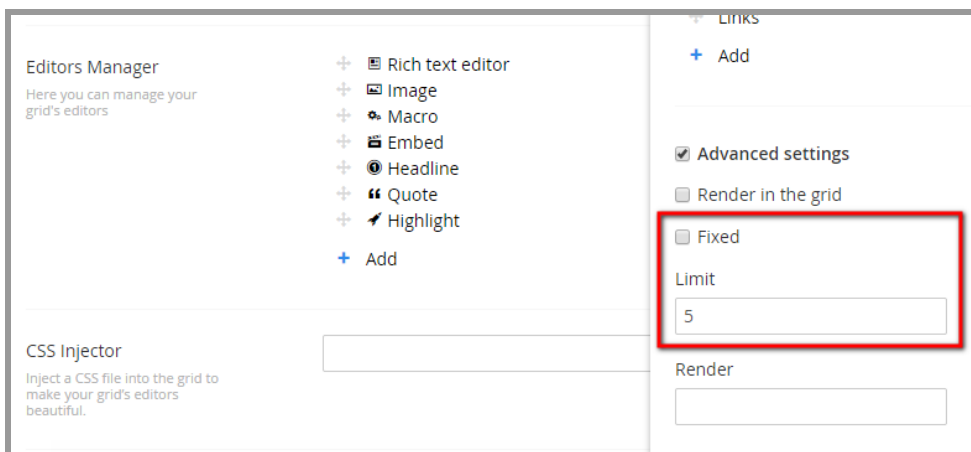 Editors Manager
Here you can manage your
grid's editors
Rich text editor
Image
Macro
Embed
Headline
Quote
Highlight
+ Add
CSS Injector
Inject a CSS file into the grid to
make your grid's editors
beautiful.
Links
+ Add
Advanced settings
Render in the grid
Fixed
Limit
5
Render